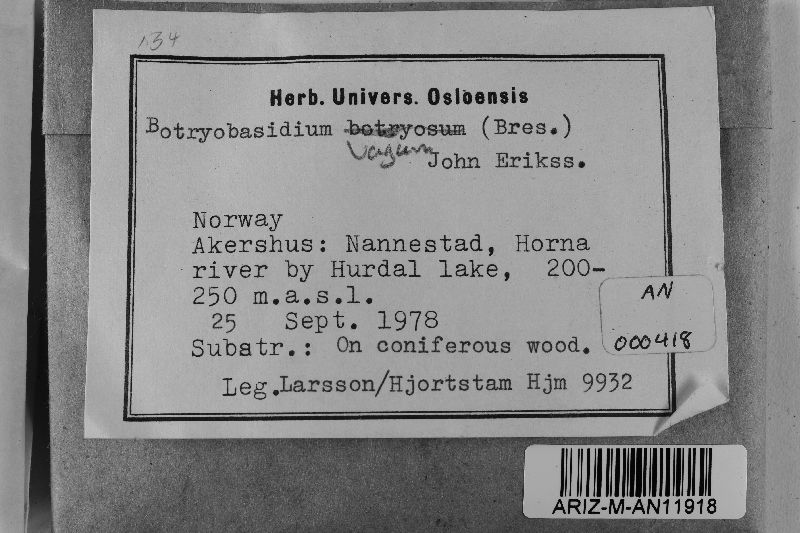 134
Herb. Univers. Osloensis
Botryobasidium botryosum (Bres.)
vagum John Erikss.
Norway
Akershus: Nannestad, Horna
river by Hurdal lake, 200-
250 m.a.s.l.
25 Sept. 1978
Substr.: On coniferous wood.
Leg. Larsson/Hjortstam Hjm 9932
AN
000418
ARIZ-M-AN11918